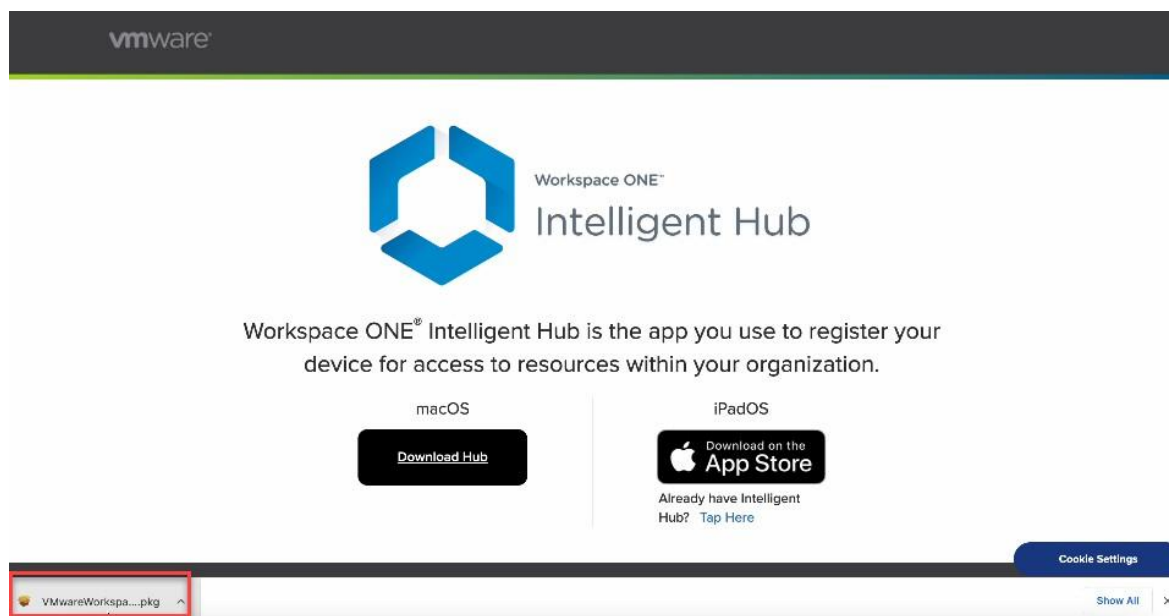 vmware®
Workspace ONE™
Intelligent Hub
Workspace ONE® Intelligent Hub is the app you use to register your
device for access to resources within your organization.
macOS
Download Hub
iPadOS
Download on the
App Store
Already have Intelligent
Hub? Tap Here
Cookie Settings
VMwareWorkspa....pkg
Show All